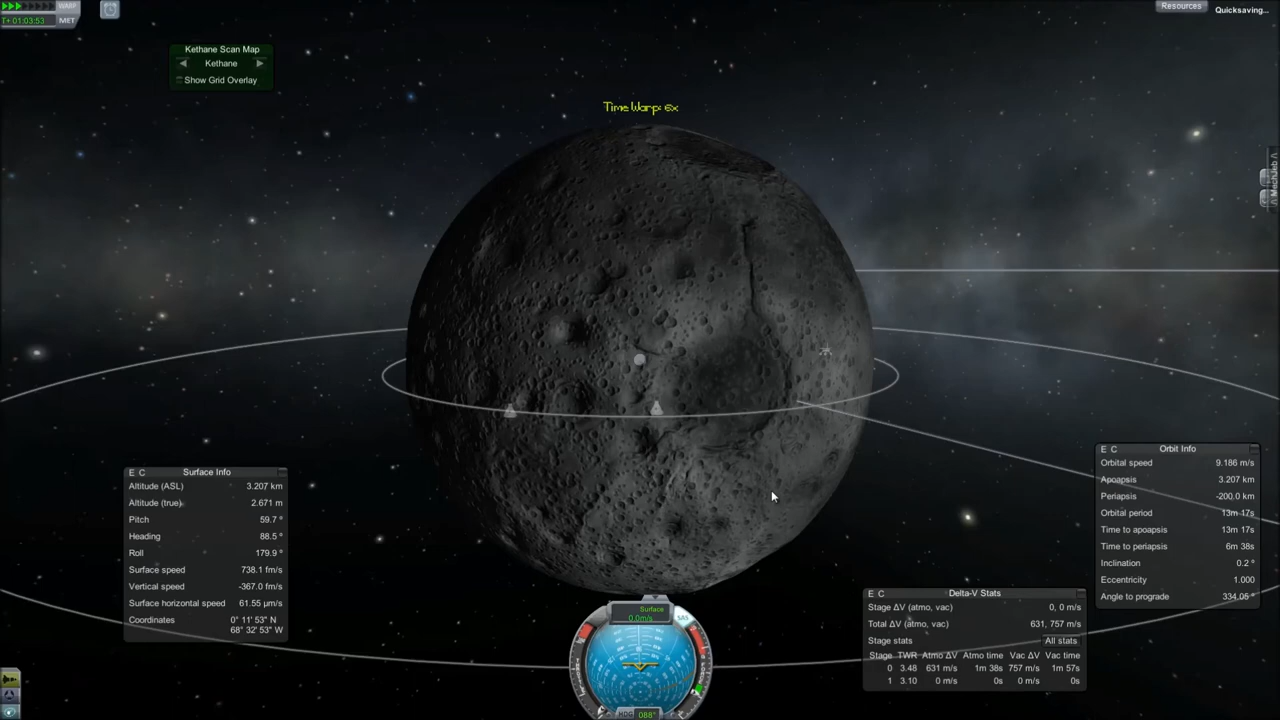 WARP
T+ 01:03:53 MET
Resources
Quicksaving...
Kethane Scan Map
Kethane
Show Grid Overlay
Time Warp: 6x
MechJeb
E C Surface Info
Altitude (ASL) 3.207 km
Altitude (true) 2.671 m
Pitch 59.7 º
Heading 88.5 º
Roll 179.9 º
Surface speed 738.1 fm/s
Vertical speed -367.0 fm/s
Surface horizontal speed 61.55 μm/s
Coordinates 0° 11' 53" N
68° 32' 53" W
E C Orbit Info
Orbital speed 9.186 m/s
Apoapsis 3.207 km
Periapsis -200.0 km
Orbital period 13m 17s
Time to apoapsis 13m 17s
Time to periapsis 6m 38s
Inclination 0.2 º
Eccentricity 1.000
Angle to prograde 334.05 º
E C Delta-V Stats
Stage ΔV (atmo, vac) 0, 0 m/s
Total ΔV (atmo, vac) 631, 757 m/s
Stage stats All stats
Stage TWR Atmo ΔV Atmo time Vac ΔV Vac time
0 3.48 631 m/s 1m 38s 757 m/s 1m 57s
1 3.10 0 m/s 0s 0 m/s 0s
Surface
0.0m/s
SAS
HDG 088°